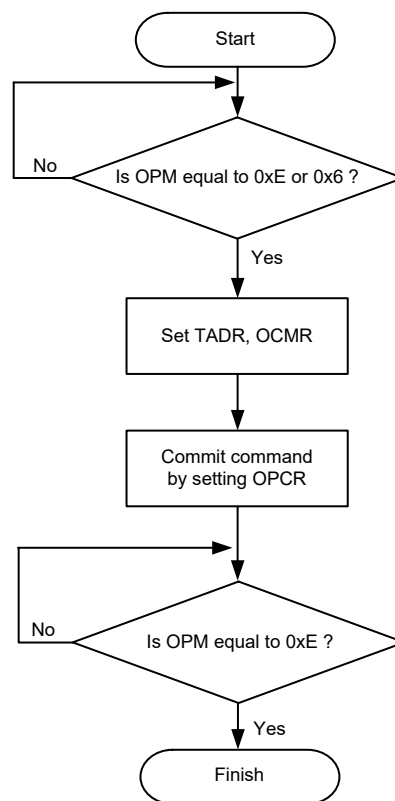 Start
Is OPM equal to 0xE or 0x6 ?
No
Yes
Set TADR, OCMR
Commit command
by setting OPCR
Is OPM equal to 0xE ?
No
Yes
Finish